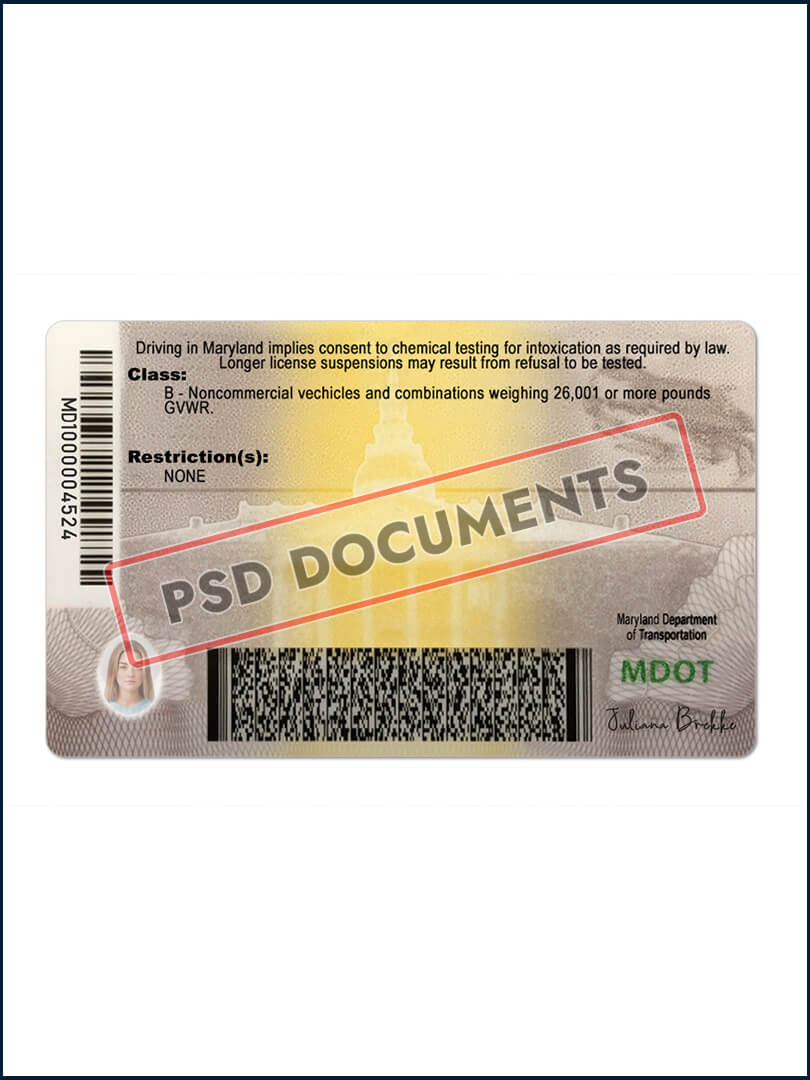 Driving in Maryland implies consent to chemical testing for intoxication as required by law.
Longer license suspensions may result from refusal to be tested.
Class:
B - Noncommercial vechicles and combinations weighing 26,001 or more pounds
GVWR.
Restriction(s):
NONE
MD1000004524
PSD DOCUMENTS
Maryland Department
of Transportation
MDOT
Juliana Brekke